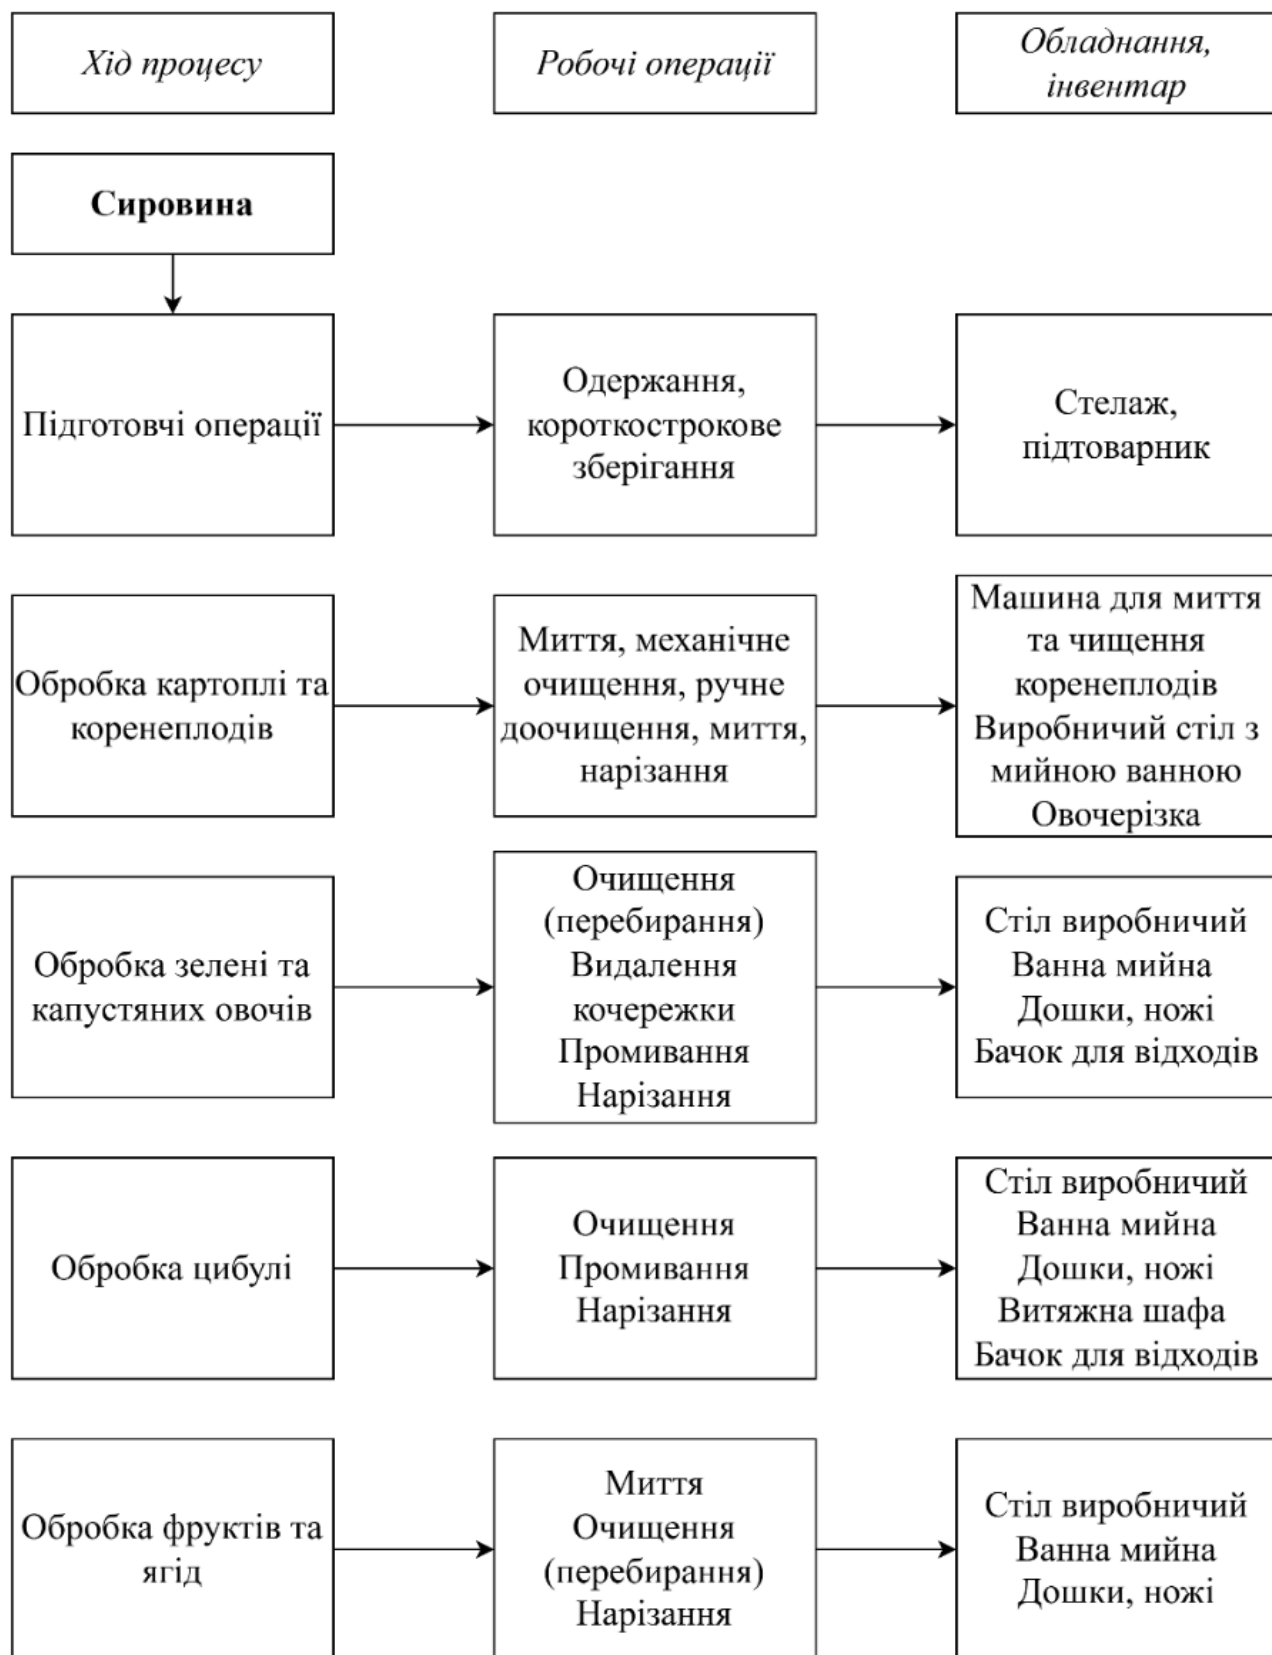 Хід процесу
Робочі операції
Обладнання,
інвентар
Сировина
Підготовчі операції
Одержання,
короткострокове
зберігання
Стелаж,
підтоварник
Обробка картоплі та
коренеплодів
Миття, механічне
очищення, ручне
доочищення, миття,
нарізання
Машина для миття
та чищення
коренеплодів
Виробничий стіл з
мийною ванною
Овочерізка
Обробка зелені та
капустяних овочів
Очищення
(перебирання)
Видалення
кочережки
Промивання
Нарізання
Стіл виробничий
Ванна мийна
Дошки, ножі
Бачок для відходів
Обробка цибулі
Очищення
Промивання
Нарізання
Стіл виробничий
Ванна мийна
Дошки, ножі
Витяжна шафа
Бачок для відходів
Обробка фруктів та
ягід
Миття
Очищення
(перебирання)
Нарізання
Стіл виробничий
Ванна мийна
Дошки, ножі